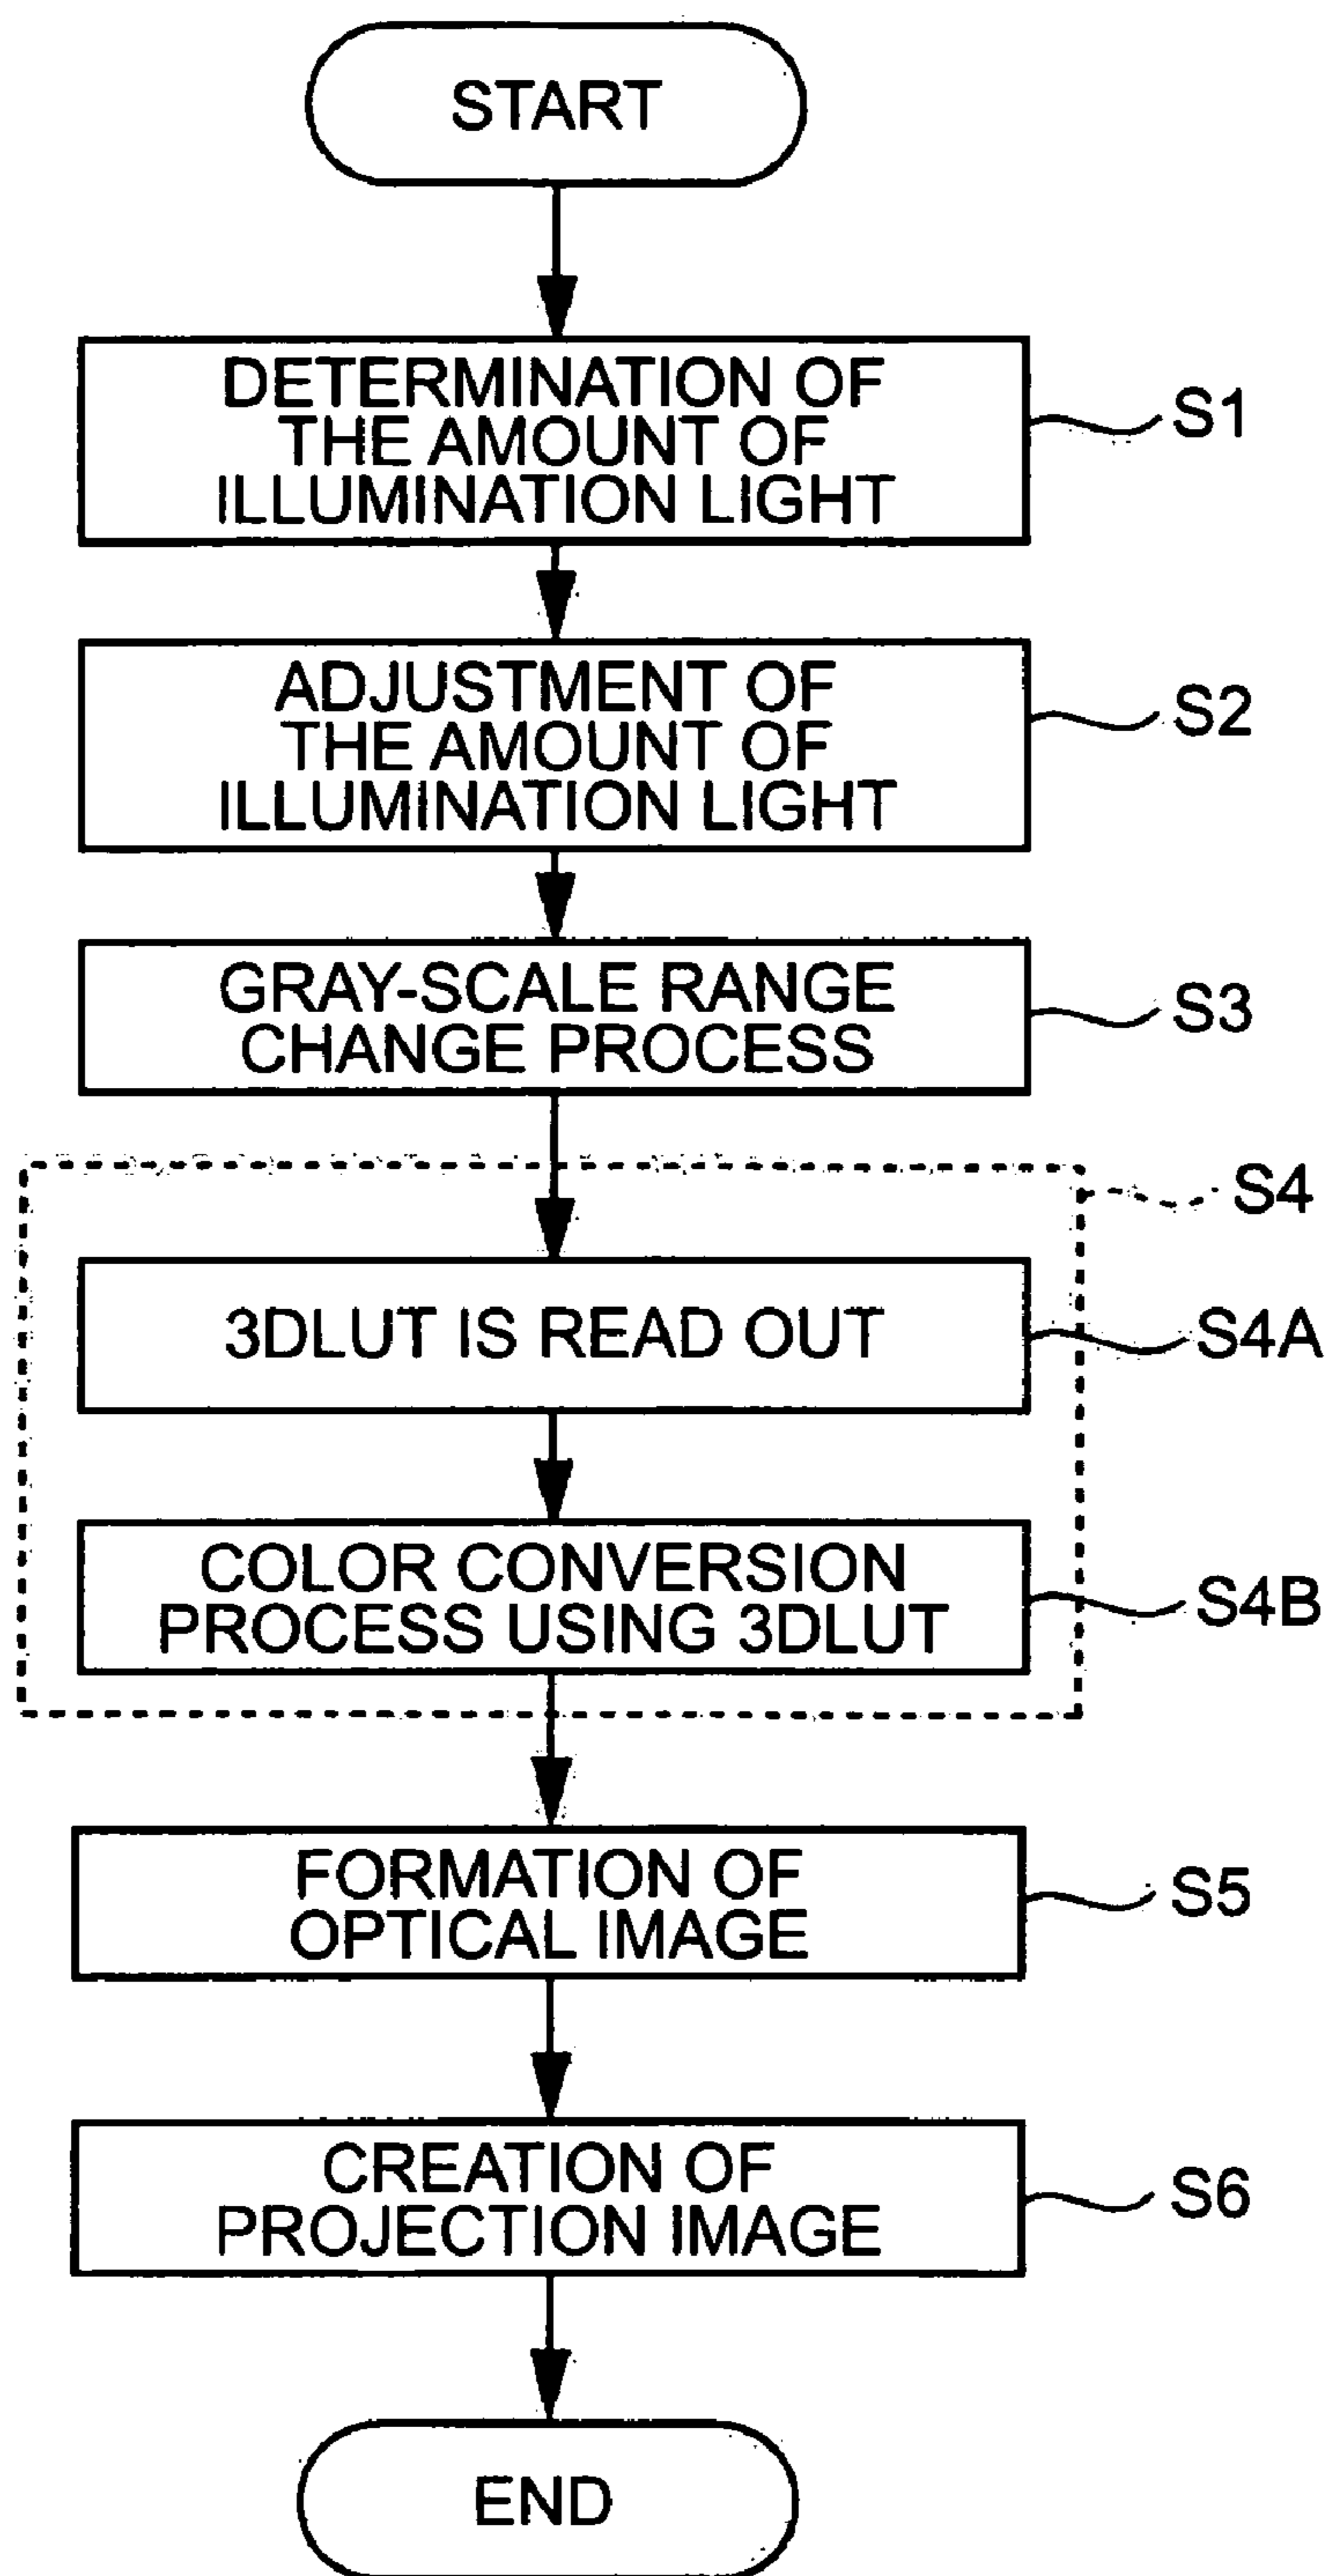 START
DETERMINATION OF
THE AMOUNT OF
ILLUMINATION LIGHT
S1
ADJUSTMENT OF
THE AMOUNT OF
ILLUMINATION LIGHT
S2
GRAY-SCALE RANGE
CHANGE PROCESS
S3
S4
3DLUT IS READ OUT
S4A
COLOR CONVERSION
PROCESS USING 3DLUT
S4B
FORMATION OF
OPTICAL IMAGE
S5
CREATION OF
PROJECTION IMAGE
S6
END